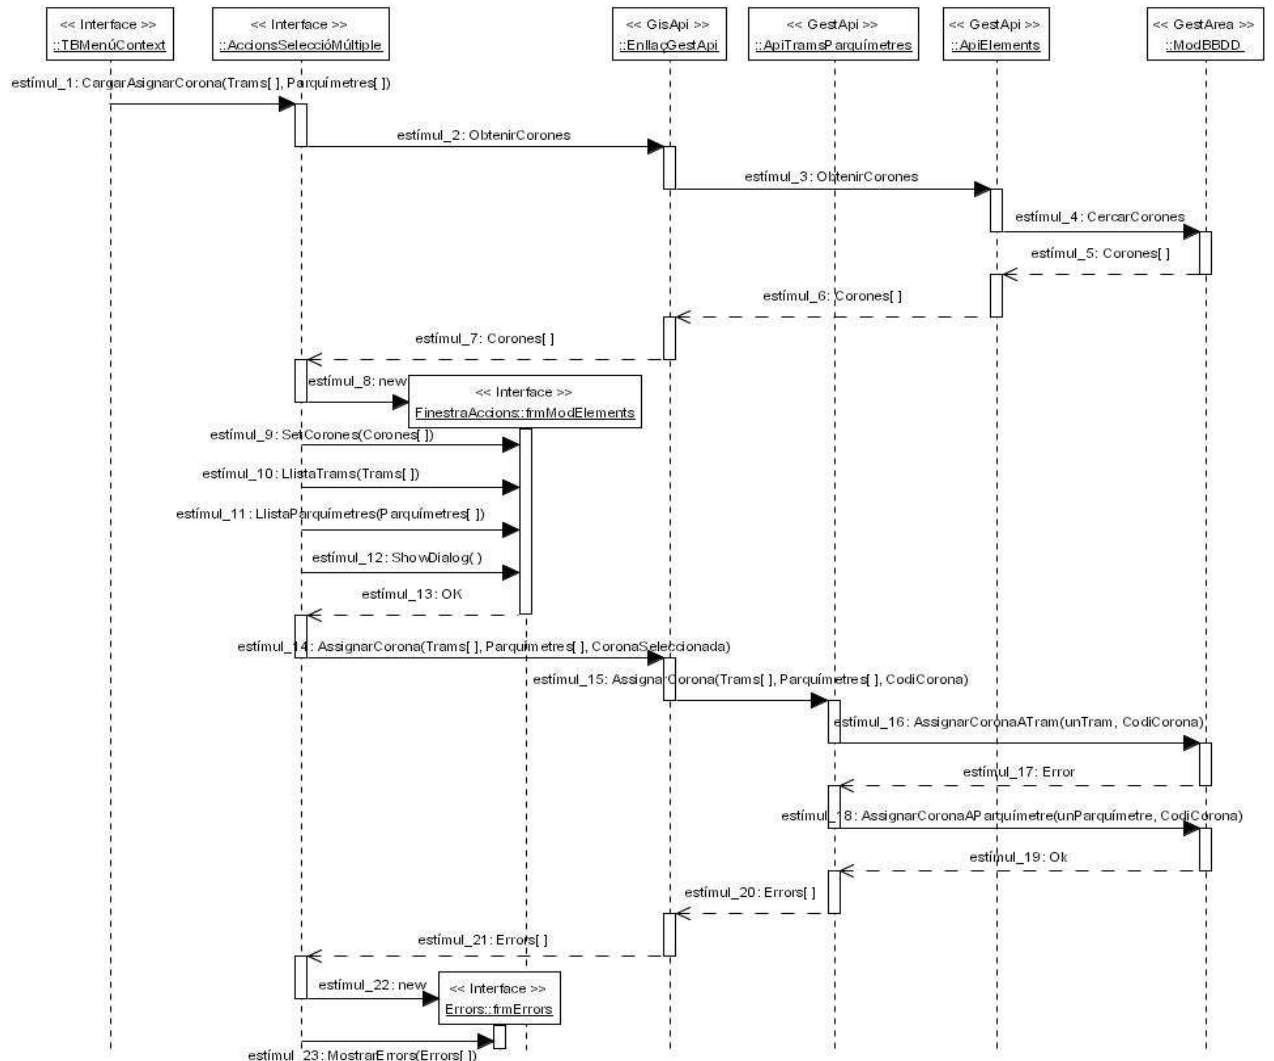 << Interface >>
::TBMenúContext
<< Interface >>
::AccionsSeleccióMúltiple
<< GisApi >>
::EnllaçGestApi
<< GestApi >>
::ApiTramsParquímetres
<< GestApi >>
::ApiElements
<< GestArea >>
::ModBBDD
estímul_1: CargarAsignarCorona(Trams[ ], Parquímetres[ ])
estímul_2: ObtenirCorones
estímul_3: ObtenirCorones
estímul_4: CercarCorones
estímul_5: Corones[ ]
estímul_6: Corones[ ]
estímul_7: Corones[ ]
estímul_8: new
<< Interface >>
FinestraAccions::frmModElements
estímul_9: SetCorones(Corones[ ])
estímul_10: LlistaTrams(Trams[ ])
estímul_11: LlistaParquímetres(Parquímetres[ ])
estímul_12: ShowDialog( )
estímul_13: OK
estímul_14: AssignarCorona(Trams[ ], Parquímetres[ ], CoronaSeleccionada)
estímul_15: AssignarCorona(Trams[ ], Parquímetres[ ], CodiCorona)
estímul_16: AssignarCoronaATram(unTram, CodiCorona)
estímul_17: Error
estímul_18: AssignarCoronaAParquímetre(unParquímetre, CodiCorona)
estímul_19: Ok
estímul_20: Errors[ ]
estímul_21: Errors[ ]
estímul_22: new
<< Interface >>
Errors::frmErrors
estímul_23: MostrarErrors(Errors[ ])